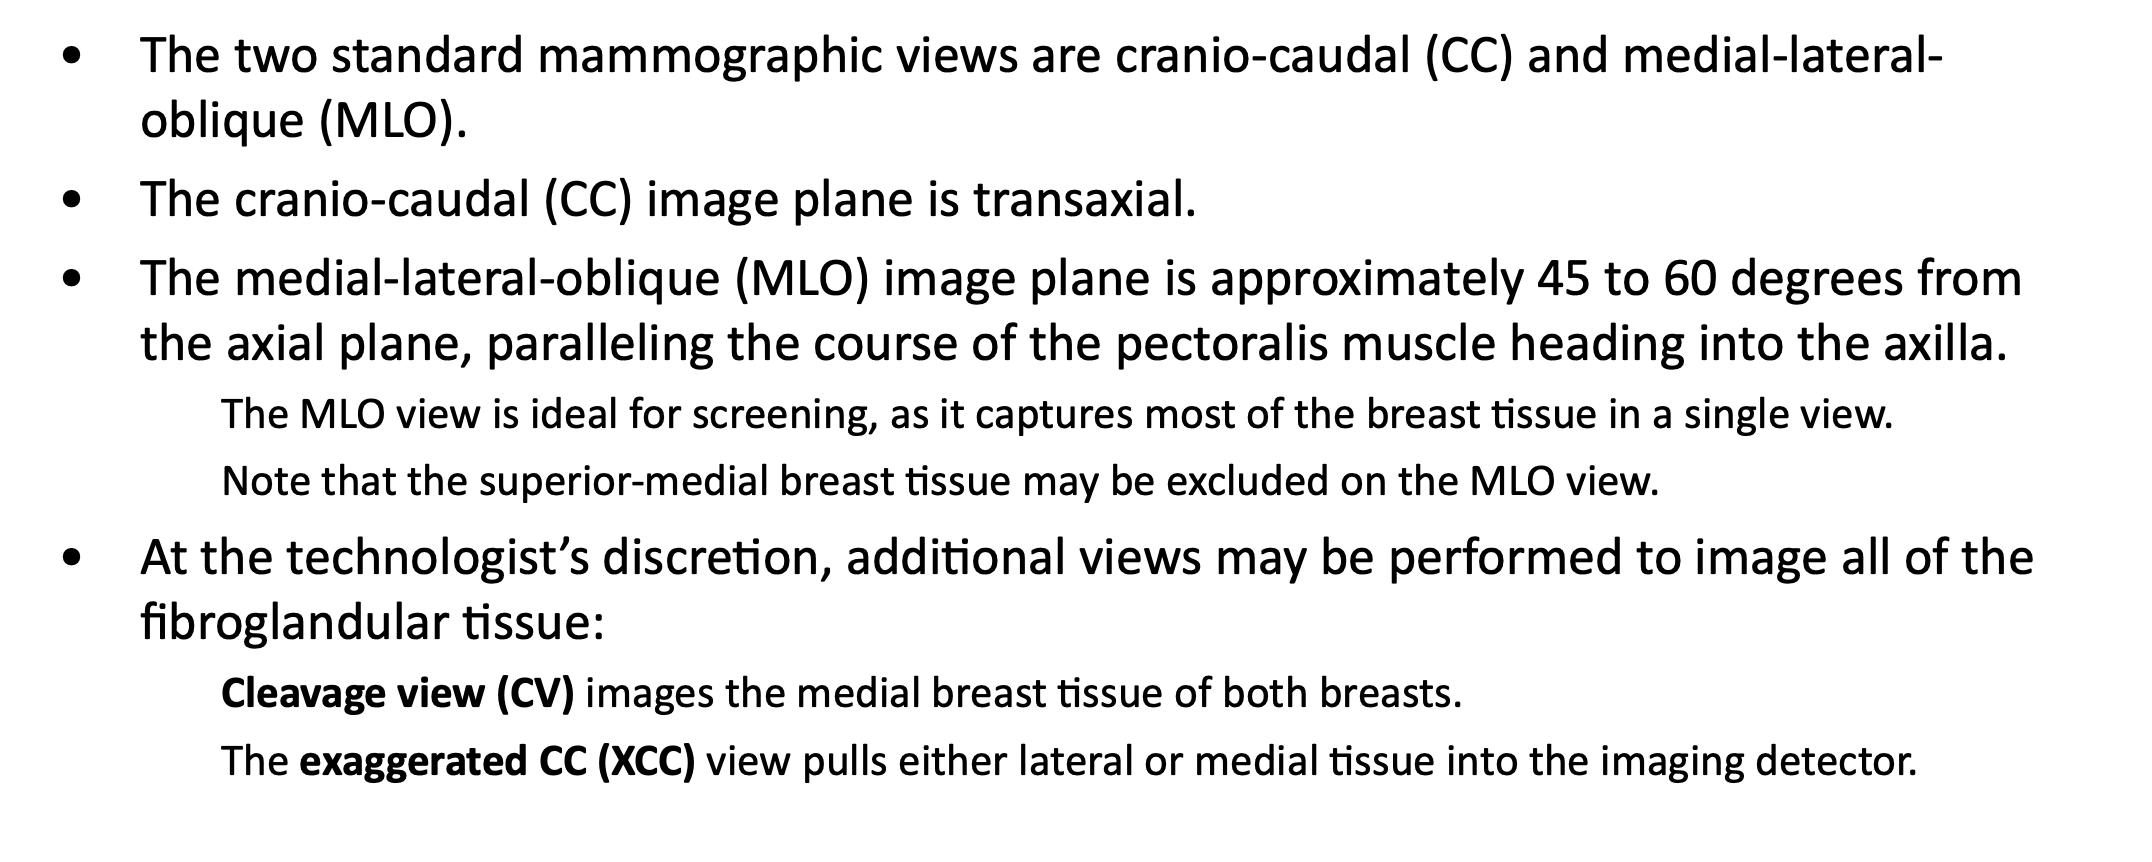 • The two standard mammographic views are cranio-caudal (CC) and medial-lateral-
oblique (MLO).
• The cranio-caudal (CC) image plane is transaxial.
• The medial-lateral-oblique (MLO) image plane is approximately 45 to 60 degrees from
the axial plane, paralleling the course of the pectoralis muscle heading into the axilla.
The MLO view is ideal for screening, as it captures most of the breast tissue in a single view.
Note that the superior-medial breast tissue may be excluded on the MLO view.
• At the technologist’s discretion, additional views may be performed to image all of the
fibroglandular tissue:
Cleavage view (CV) images the medial breast tissue of both breasts.
The exaggerated CC (XCC) view pulls either lateral or medial tissue into the imaging detector.